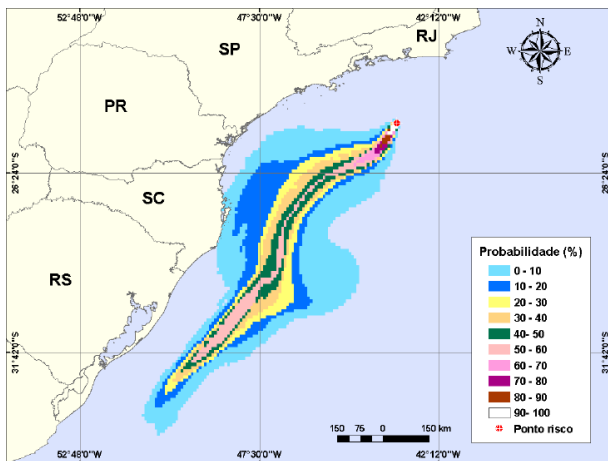 52°48'0"W
47°30'0"W
42°12'0"W
RJ
SP
N
W
E
S
PR
26°24'0"S
26°24'0"S
SC
RS
Probabilidade (%)
0 - 10
10 - 20
20 - 30
30 - 40
40- 50
50 - 60
60 - 70
70 - 80
80 - 90
90- 100
Ponto risco
31°42'0"S
31°42'0"S
150 75 0 150 km
52°48'0"W
47°30'0"W
42°12'0"W